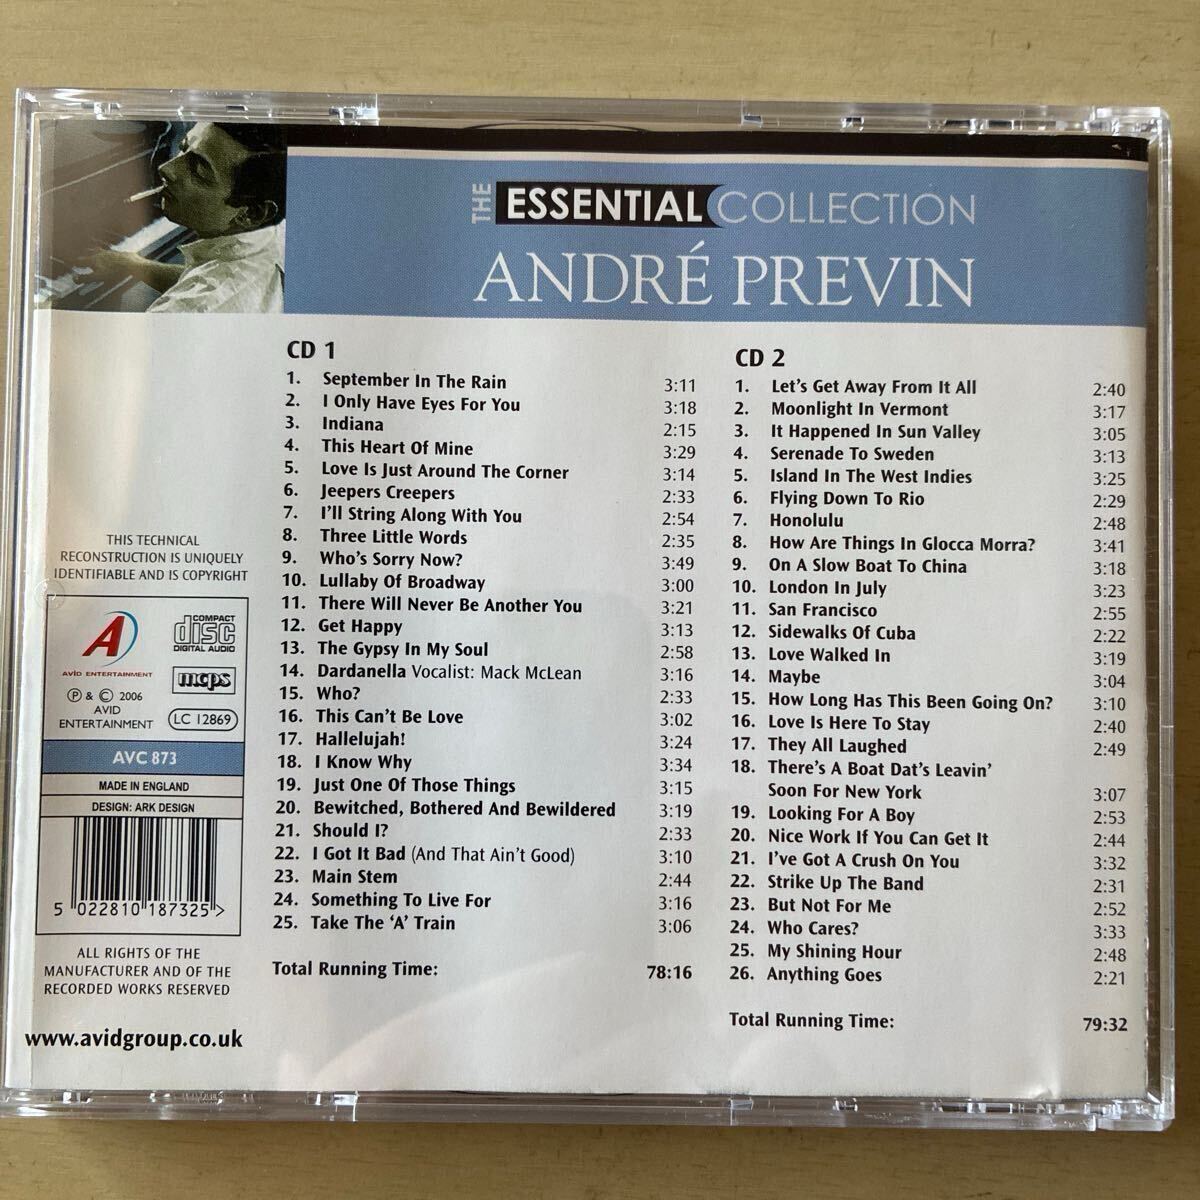 THE ESSENTIAL COLLECTION
ANDRÉ PREVIN
CD 1
1. September In The Rain 3:11
2. I Only Have Eyes For You 3:18
3. Indiana 2:15
4. This Heart Of Mine 3:29
5. Love Is Just Around The Corner 3:14
6. Jeepers Creepers 2:33
7. I'll String Along With You 2:54
8. Three Little Words 2:35
9. Who's Sorry Now? 3:49
10. Lullaby Of Broadway 3:00
11. There Will Never Be Another You 3:21
12. Get Happy 3:13
13. The Gypsy In My Soul 2:58
14. Dardanella Vocalist: Mack McLean 3:16
15. Who? 2:33
16. This Can't Be Love 3:02
17. Hallelujah! 3:24
18. I Know Why 3:34
19. Just One Of Those Things 3:15
20. Bewitched, Bothered And Bewildered 3:19
21. Should I? 2:33
22. I Got It Bad (And That Ain't Good) 3:10
23. Main Stem 2:44
24. Something To Live For 3:16
25. Take The 'A' Train 3:06
Total Running Time: 78:16
CD 2
1. Let's Get Away From It All 2:40
2. Moonlight In Vermont 3:17
3. It Happened In Sun Valley 3:05
4. Serenade To Sweden 3:13
5. Island In The West Indies 3:25
6. Flying Down To Rio 2:29
7. Honolulu 2:48
8. How Are Things In Glocca Morra? 3:41
9. On A Slow Boat To China 3:18
10. London In July 3:23
11. San Francisco 2:55
12. Sidewalks Of Cuba 2:22
13. Love Walked In 3:19
14. Maybe 3:04
15. How Long Has This Been Going On? 3:10
16. Love Is Here To Stay 2:40
17. They All Laughed 2:49
18. There's A Boat Dat's Leavin'
Soon For New York 3:07
19. Looking For A Boy 2:53
20. Nice Work If You Can Get It 2:44
21. I've Got A Crush On You 3:32
22. Strike Up The Band 2:31
23. But Not For Me 2:52
24. Who Cares? 3:33
25. My Shining Hour 2:48
26. Anything Goes 2:21
Total Running Time: 79:32
THIS TECHNICAL
RECONSTRUCTION IS UNIQUELY
IDENTIFIABLE AND IS COPYRIGHT
A
AVID ENTERTAINMENT
COMPACT
disc
DIGITAL AUDIO
mcps
℗ & © 2006
AVID
ENTERTAINMENT
LC 12869
AVC 873
MADE IN ENGLAND
DESIGN: ARK DESIGN
5 022810 187325 >
ALL RIGHTS OF THE
MANUFACTURER AND OF THE
RECORDED WORKS RESERVED
www.avidgroup.co.uk